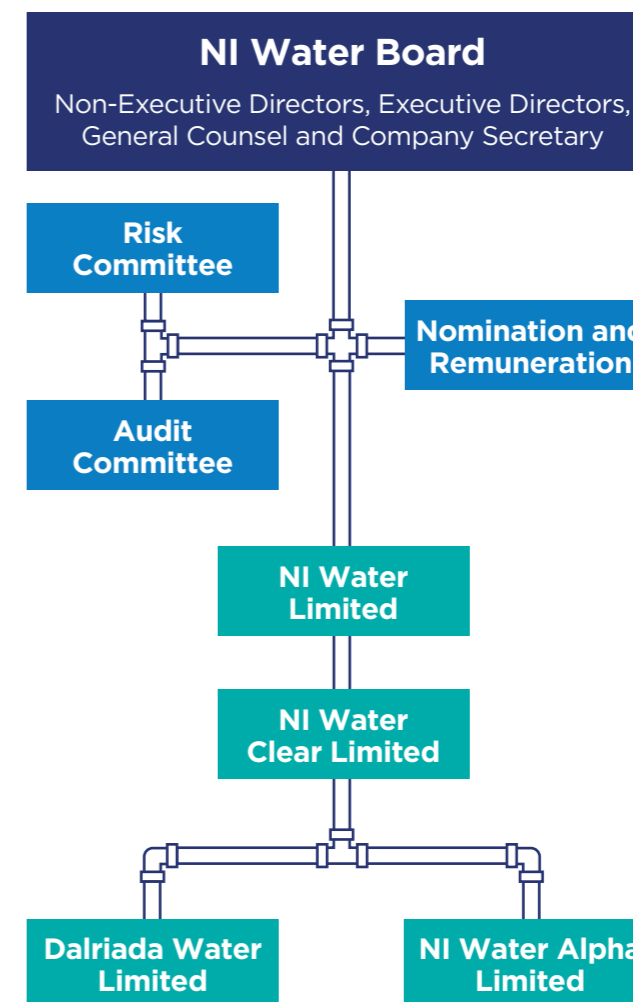 NI Water Board
Non-Executive Directors, Executive Directors,
General Counsel and Company Secretary
Risk
Committee
Nomination and
Remuneration
Audit
Committee
NI Water
Limited
NI Water
Clear Limited
Dalriada Water
Limited
NI Water Alpha
Limited